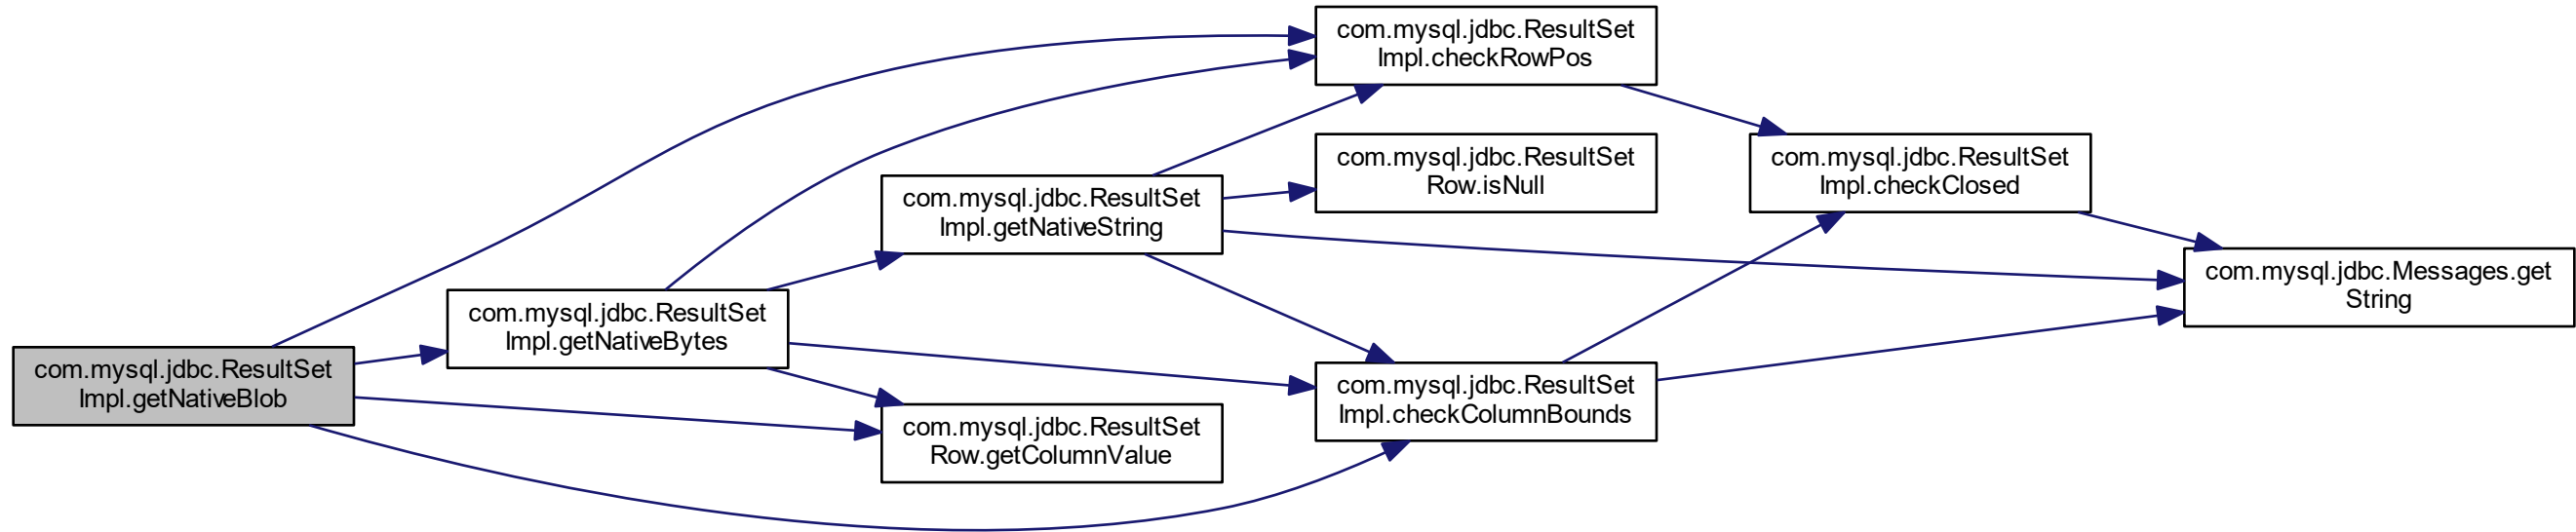 com.mysql.jdbc.ResultSet
Impl.getNativeBlob
com.mysql.jdbc.ResultSet
Impl.getNativeBytes
com.mysql.jdbc.ResultSet
Impl.getNativeString
com.mysql.jdbc.ResultSet
Row.getColumnValue
com.mysql.jdbc.ResultSet
Impl.checkRowPos
com.mysql.jdbc.ResultSet
Row.isNull
com.mysql.jdbc.ResultSet
Impl.checkColumnBounds
com.mysql.jdbc.ResultSet
Impl.checkClosed
com.mysql.jdbc.Messages.get
String